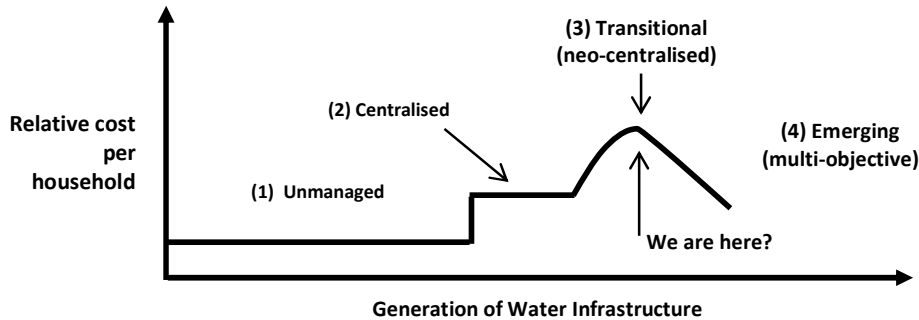 (3) Transitional
(neo-centralised)
(2) Centralised
Relative cost
per
household
(4) Emerging
(multi-objective)
(1) Unmanaged
We are here?
Generation of Water Infrastructure